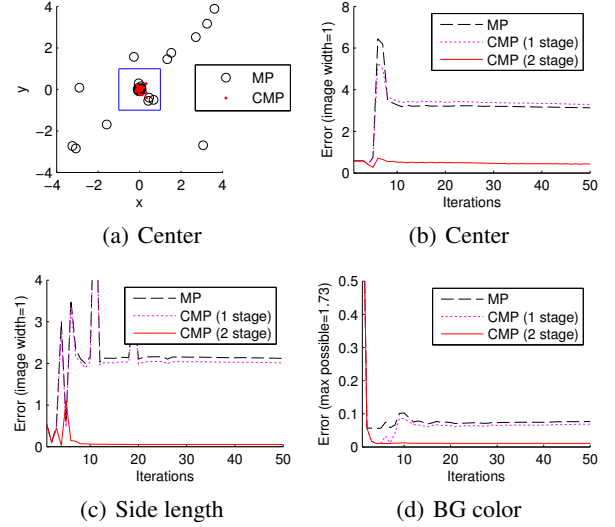 4
2
0
−2
−4
y
−4
−2
0
2
4
x
MP
CMP
(a) Center
8
6
4
2
0
Error (image width=1)
10
20
30
40
50
Iterations
MP
CMP (1 stage)
CMP (2 stage)
(b) Center
4
3
2
1
0
Error (image width=1)
10
20
30
40
50
Iterations
MP
CMP (1 stage)
CMP (2 stage)
(c) Side length
0.5
0.4
0.3
0.2
0.1
0
Error (max possible=1.73)
10
20
30
40
50
Iterations
MP
CMP (1 stage)
CMP (2 stage)
(d) BG color